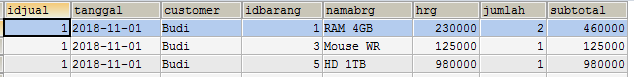 idjual tanggal customer idbarang namabrg hrg jumlah subtotal
1 2018-11-01 Budi 1 RAM 4GB 230000 2 460000
1 2018-11-01 Budi 3 Mouse WR 125000 1 125000
1 2018-11-01 Budi 5 HD 1TB 980000 1 980000